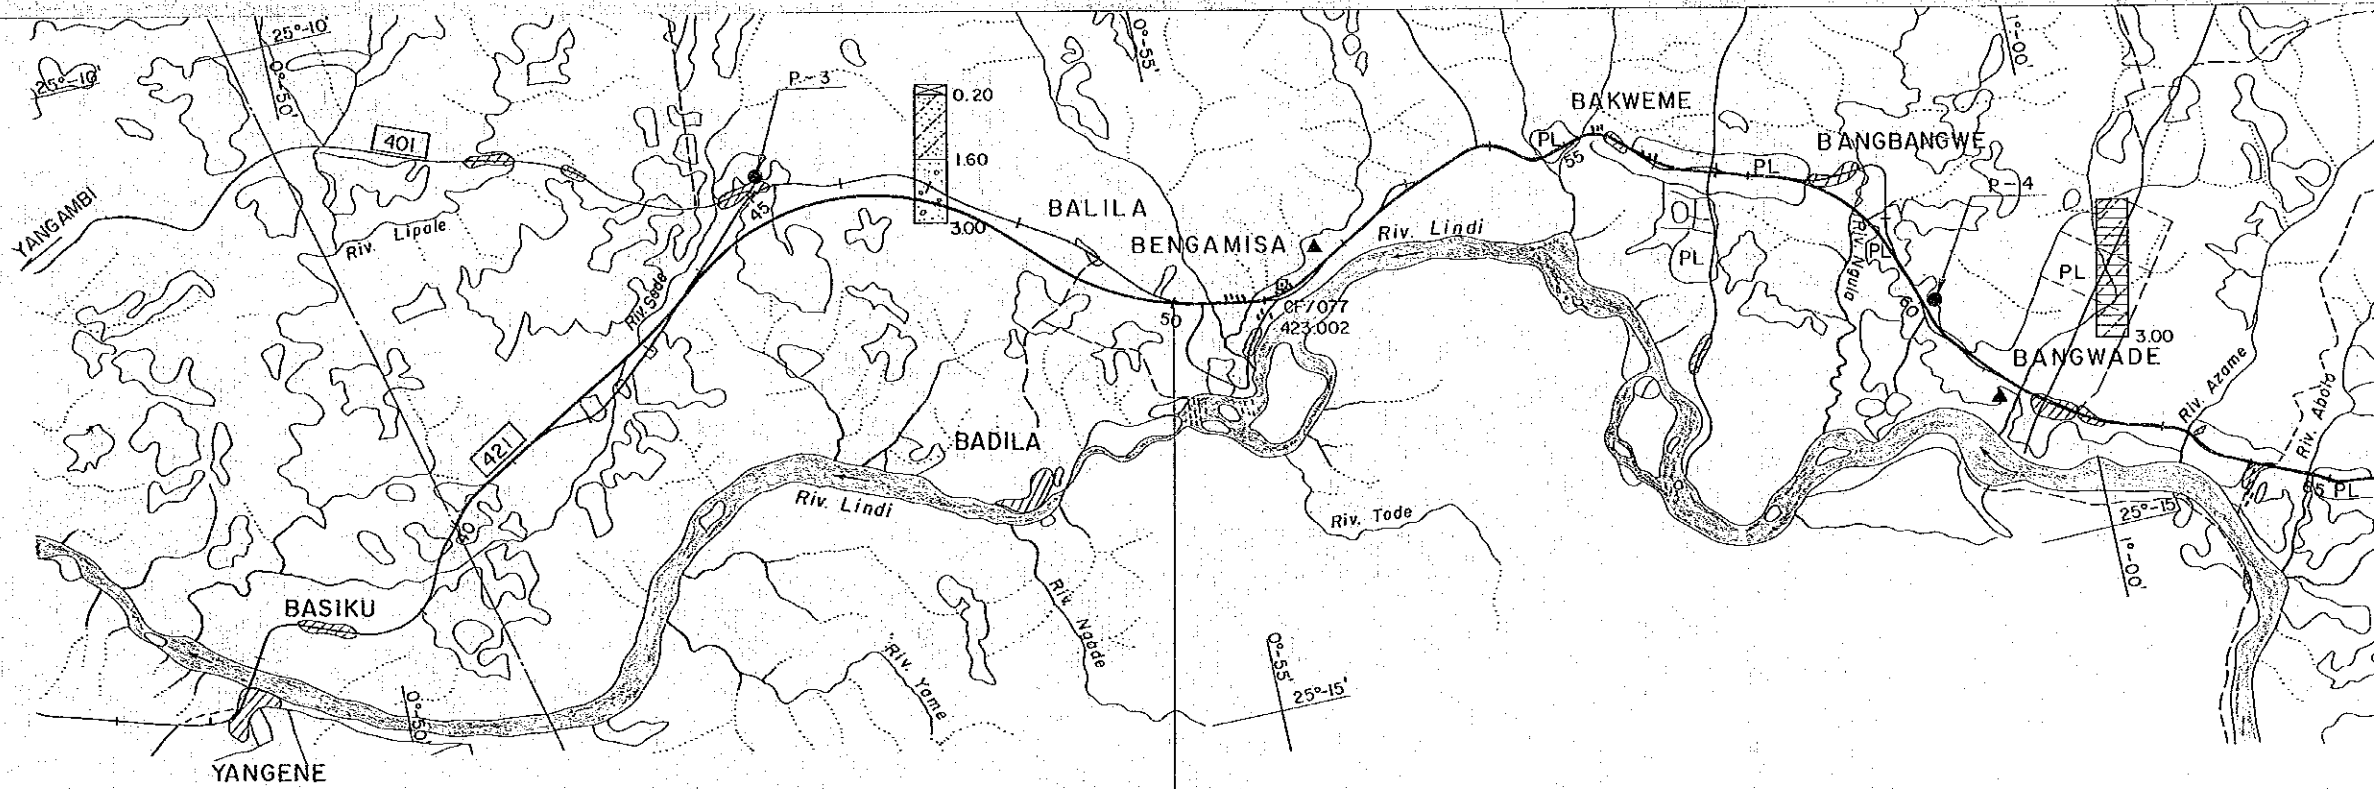 25°-10'
25°-10'
0°-50'
401
P-3
0.20
1.60
3.00
0°-55'
BAKWEME
BANGBANGWE
1°-00'
P-4
YANGAMBI
Riv. Lipale
45
BALILA
BENGAMISA
Riv. Lindi
PL
55
PL
PL
PL
Riv. Ngula
60
PL
3.00
BANGWADE
Riv. Sode
50
CF/077
423.002
421
BADILA
Riv. Azame
Riv. Abolo
65
PL
40
Riv. Lindi
Riv. Tode
25°-15'
1°-00'
BASIKU
Riv. Ngode
Riv. Yame
0°-55'
25°-15'
0°-50'
YANGENE